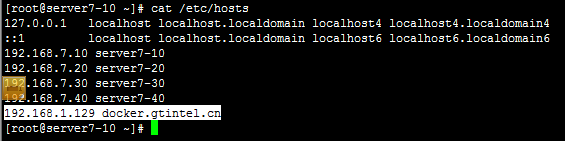 [root@server7-10 ~]# cat /etc/hosts
127.0.0.1   localhost localhost.localdomain localhost4 localhost4.localdomain4
::1         localhost localhost.localdomain localhost6 localhost6.localdomain6
192.168.7.10 server7-10
192.168.7.20 server7-20
192.168.7.30 server7-30
192.168.7.40 server7-40
192.168.1.129 docker.gtintel.cn
[root@server7-10 ~]#